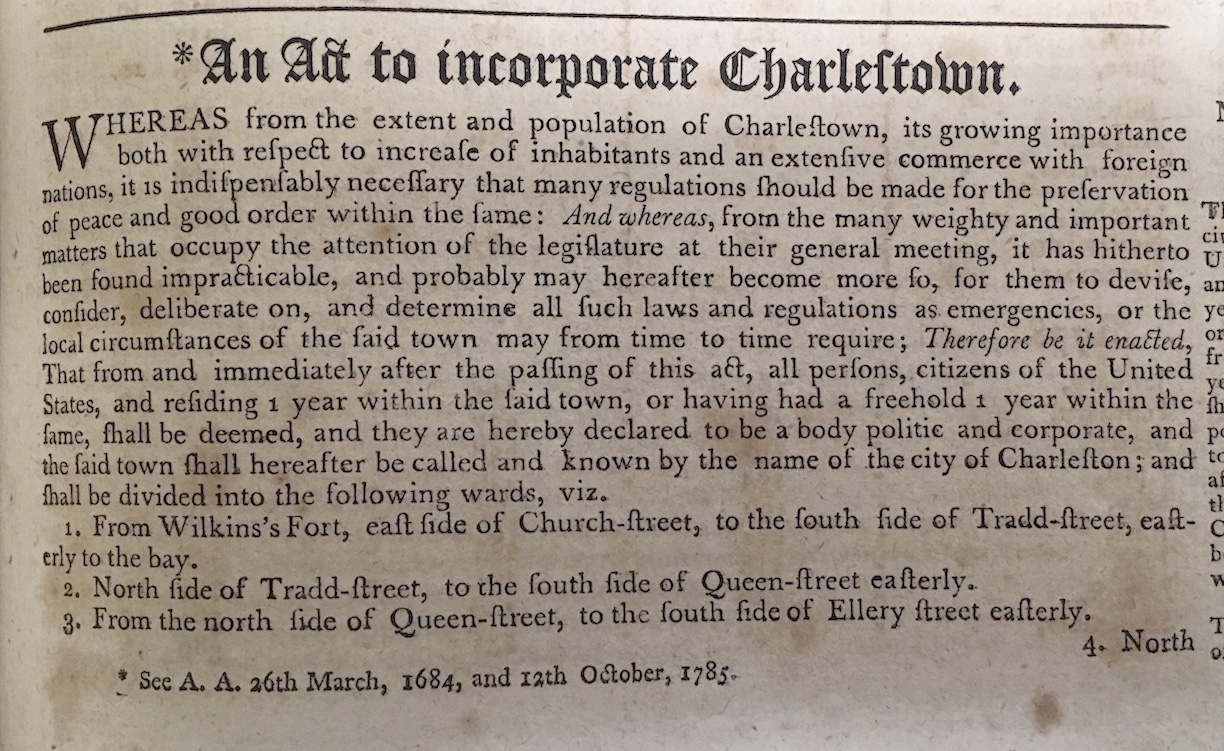 *An Act to incorporate Charleſtown.
WHEREAS from the extent and population of Charleſtown, its growing importance
both with reſpect to increaſe of inhabitants and an extenſive commerce with foreign
nations, it is indiſpenſably neceſſary that many regulations ſhould be made for the preſervation
of peace and good order within the ſame: And whereas, from the many weighty and important
matters that occupy the attention of the legiſlature at their general meeting, it has hitherto
been found impracticable, and probably may hereafter become more ſo, for them to deviſe,
conſider, deliberate on, and determine all ſuch laws and regulations as emergencies, or the
local circumſtances of the ſaid town may from time to time require; Therefore be it enacted,
That from and immediately after the paſſing of this act, all perſons, citizens of the United
States, and reſiding 1 year within the ſaid town, or having had a freehold 1 year within the
ſame, ſhall be deemed, and they are hereby declared to be a body politic and corporate, and
the ſaid town ſhall hereafter be called and known by the name of the city of Charleſton; and
ſhall be divided into the following wards, viz.
1. From Wilkins's Fort, eaſt ſide of Church-ſtreet, to the ſouth ſide of Tradd-ſtreet, eaſt-
erly to the bay.
2. North ſide of Tradd-ſtreet, to the ſouth ſide of Queen-ſtreet eaſterly.
3. From the north ſide of Queen-ſtreet, to the ſouth ſide of Ellery ſtreet eaſterly.
4. North
* See A. A. 26th March, 1684, and 12th October, 1785.